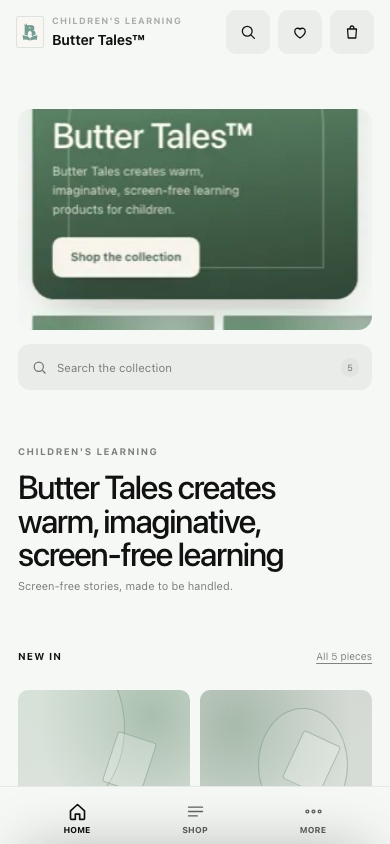 CHILDREN'S LEARNING
Butter Tales™
Butter Tales™
Butter Tales creates warm,
imaginative, screen-free learning
products for children.
Shop the collection
Search the collection
5
CHILDREN'S LEARNING
Butter Tales creates
warm, imaginative,
screen-free learning
Screen-free stories, made to be handled.
NEW IN
All 5 pieces
HOME
SHOP
MORE